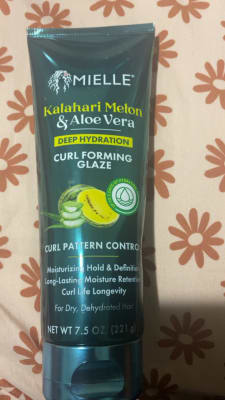 MIELLE
Kalahari Melon
& Aloe Vera
DEEP HYDRATION
CURL FORMING
GLAZE
CURL PATTERN CONTROL
Moisturizing Hold & Definition
Long-Lasting Moisture Retention
Curl Life Longevity
For Dry, Dehydrated Hair
NET WT 7.5 OZ. (221 g)